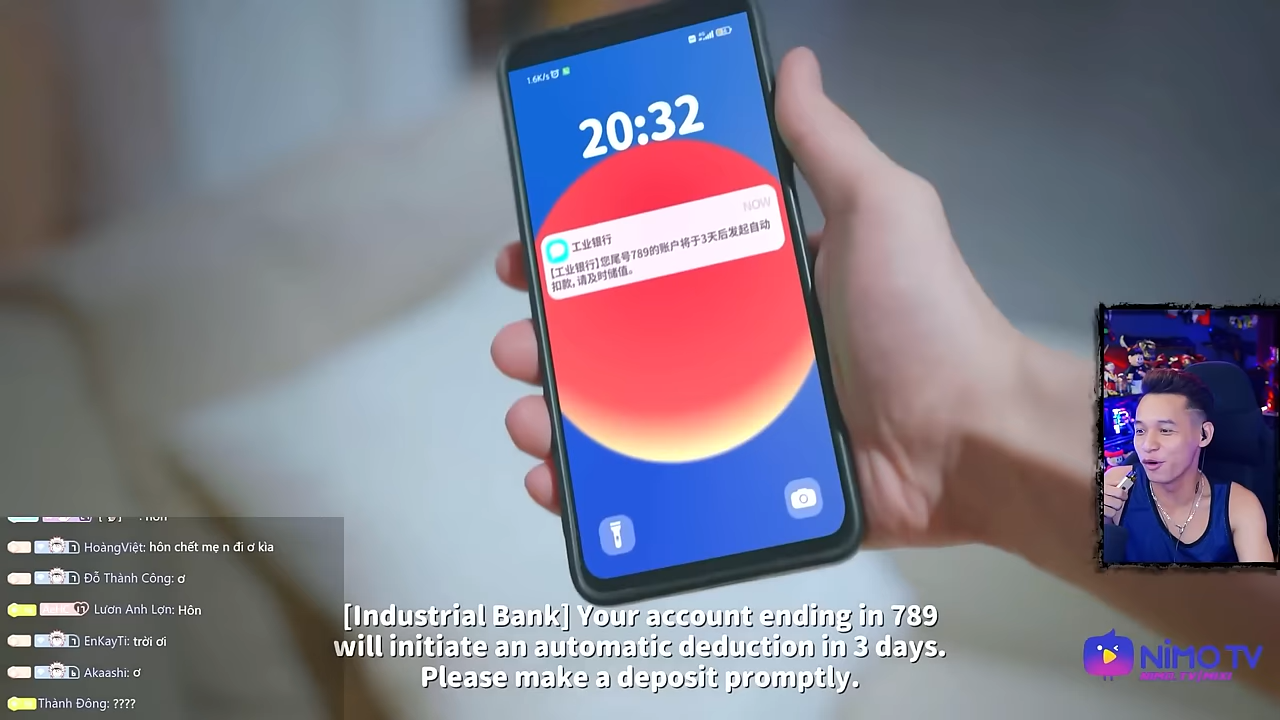 1.6K/s
20:32
NOW
工业银行
【工业银行】您尾号789的账户将于3天后发起自动
扣款,请及时储值。
HoàngViệt: hôn chết mẹ n đi ơ kìa
Đỗ Thành Công: ơ
Lươn Anh Lợn: Hôn
EnKayTi: trời ơi
Akaashi: ơ
Thành Đông: ????
[Industrial Bank] Your account ending in 789
will initiate an automatic deduction in 3 days.
Please make a deposit promptly.
NIMO TV